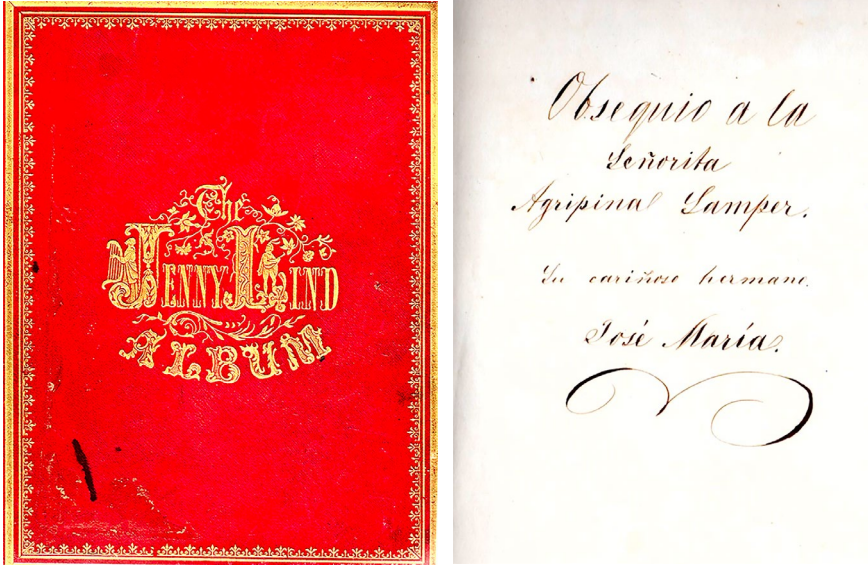 The
JENNY LIND
ALBUM
Obsequio a la
Señorita
Agripina Samper.
Su cariñoso hermano.
José María.